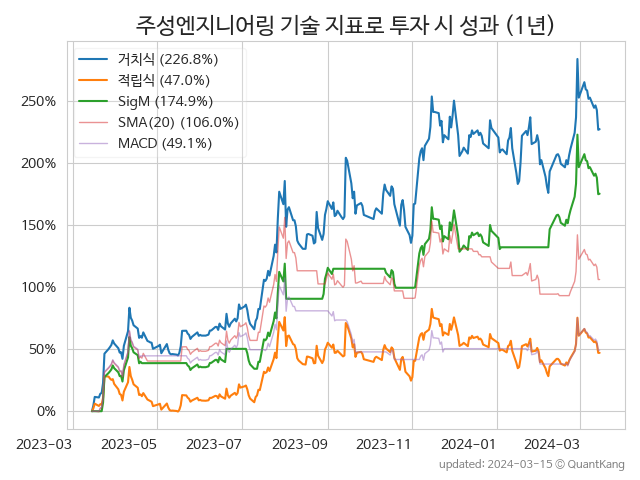 주성엔지니어링 기술 지표로 투자 시 성과 (1년)
거치식 (226.8%)
적립식 (47.0%)
SigM (174.9%)
SMA(20) (106.0%)
MACD (49.1%)
250%
200%
150%
100%
50%
0%
2023-03 2023-05 2023-07 2023-09 2023-11 2024-01 2024-03
updated: 2024-03-15 © QuantKang